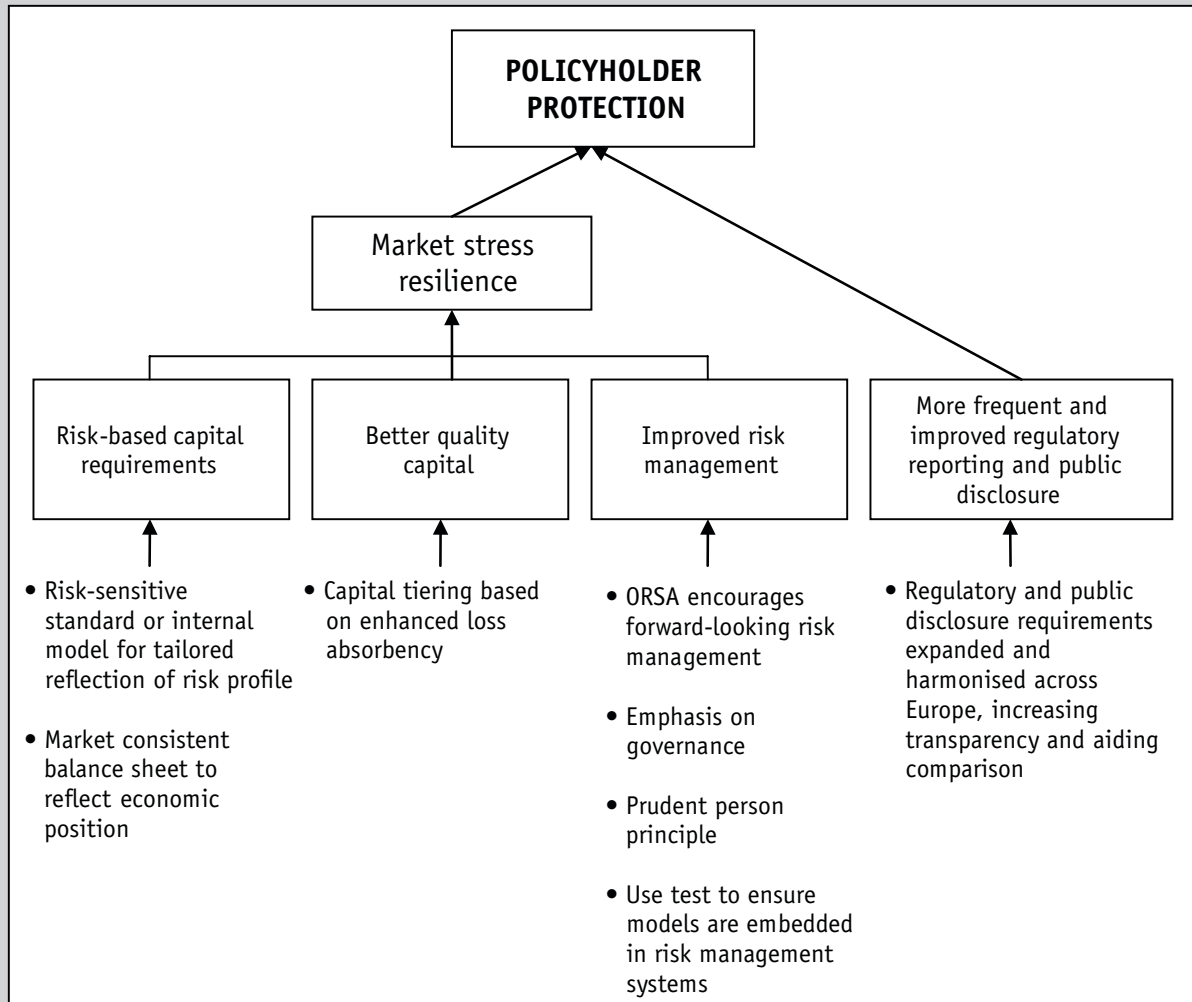 POLICYHOLDER
PROTECTION
Market stress
resilience
Risk-based capital
requirements
Better quality
capital
Improved risk
management
More frequent and
improved regulatory
reporting and public
disclosure
• Risk-sensitive
standard or internal
model for tailored
reflection of risk profile
• Market consistent
balance sheet to
reflect economic
position
• Capital tiering based
on enhanced loss
absorbency
• ORSA encourages
forward-looking risk
management
• Emphasis on
governance
• Prudent person
principle
• Use test to ensure
models are embedded
in risk management
systems
• Regulatory and public
disclosure requirements
expanded and
harmonised across
Europe, increasing
transparency and aiding
comparison